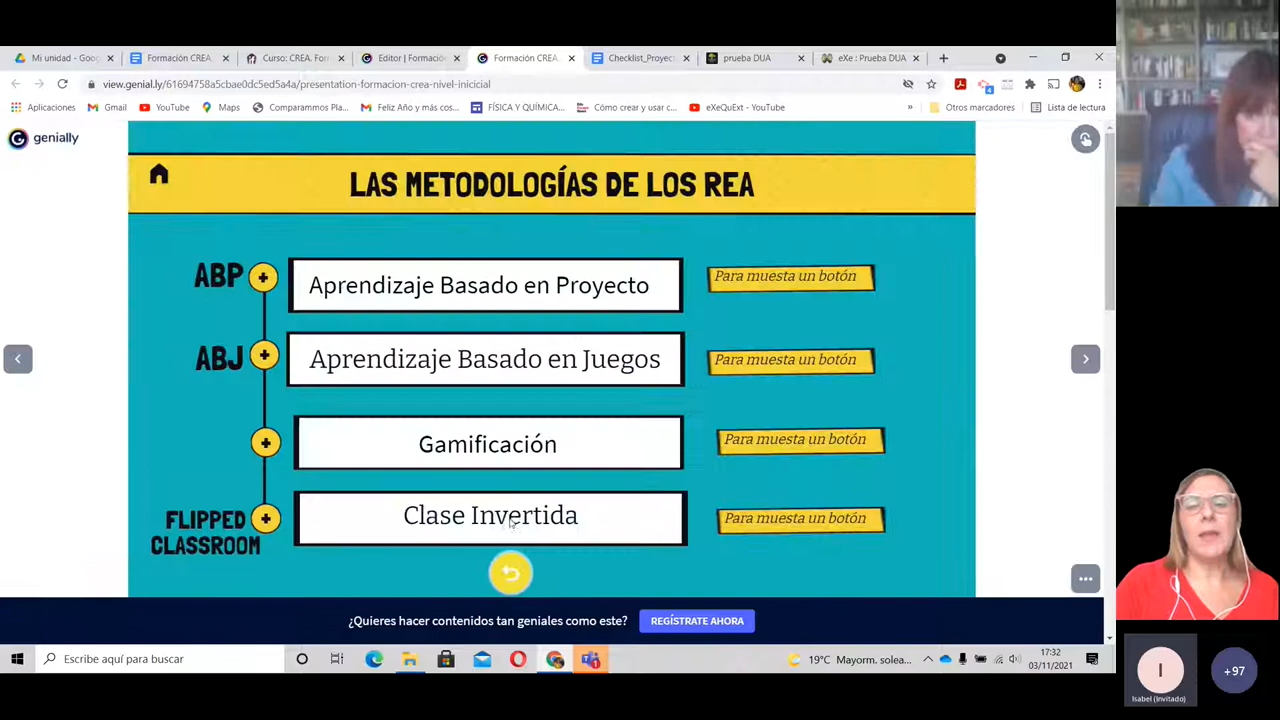 Mi unidad - Goog
Formación CREA
Curso: CREA. For
Editor | Formació
Formación CREA.
Checklist_Proyect
prueba DUA
eXe : Prueba DUA
view.genial.ly/61694758a5cbae0dc5ed5a4a/presentation-formacion-crea-nivel-inicicial
Aplicaciones
Gmail
YouTube
Maps
Comparammos Pla...
Feliz Año y más cos...
FÍSICA Y QUÍMICA...
Cómo crear y usar c...
eXeQuExt - YouTube
»
Otros marcadores
Lista de lectura
genially
LAS METODOLOGÍAS DE LOS REA
ABP
Aprendizaje Basado en Proyecto
Para muesta un botón
ABJ
Aprendizaje Basado en Juegos
Para muesta un botón
Gamificación
Para muesta un botón
FLIPPED
CLASSROOM
Clase Invertida
Para muesta un botón
¿Quieres hacer contenidos tan geniales como este?
REGÍSTRATE AHORA
Escribe aquí para buscar
19°C Mayorm. solea...
17:32
03/11/2021
I
Isabel (Invitado)
+97